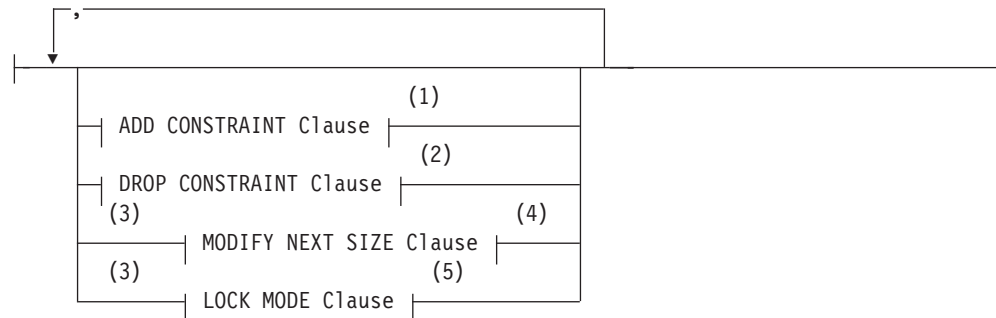 ,
(1)
ADD CONSTRAINT Clause
(2)
DROP CONSTRAINT Clause
(3) (4)
MODIFY NEXT SIZE Clause
(3) (5)
LOCK MODE Clause